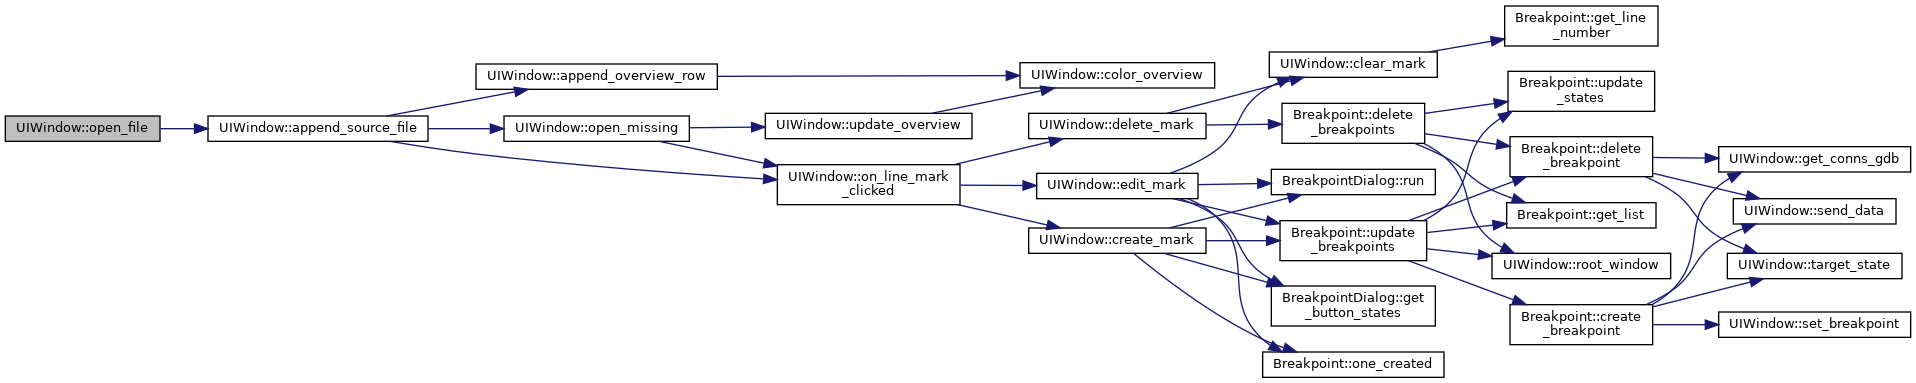 UIWindow::open_file
UIWindow::append_source_file
UIWindow::append_overview_row
UIWindow::open_missing
UIWindow::update_overview
UIWindow::on_line_mark
_clicked
UIWindow::color_overview
UIWindow::delete_mark
UIWindow::edit_mark
UIWindow::create_mark
UIWindow::clear_mark
Breakpoint::delete
_breakpoints
BreakpointDialog::run
Breakpoint::update
_breakpoints
BreakpointDialog::get
_button_states
Breakpoint::one_created
Breakpoint::get_line
_number
Breakpoint::update
_states
Breakpoint::delete
_breakpoint
Breakpoint::get_list
UIWindow::root_window
Breakpoint::create
_breakpoint
UIWindow::get_conns_gdb
UIWindow::send_data
UIWindow::target_state
UIWindow::set_breakpoint